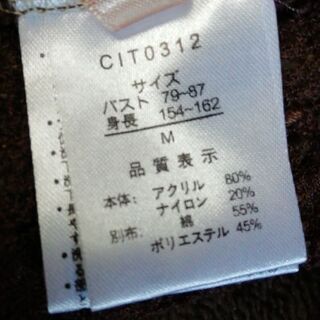 CIT0312
サイズ
バスト 79~87
身長 154~162
M
品質表示
本体: アクリル 80%
ナイロン 20%
別布: 綿 55%
ポリエステル 45%